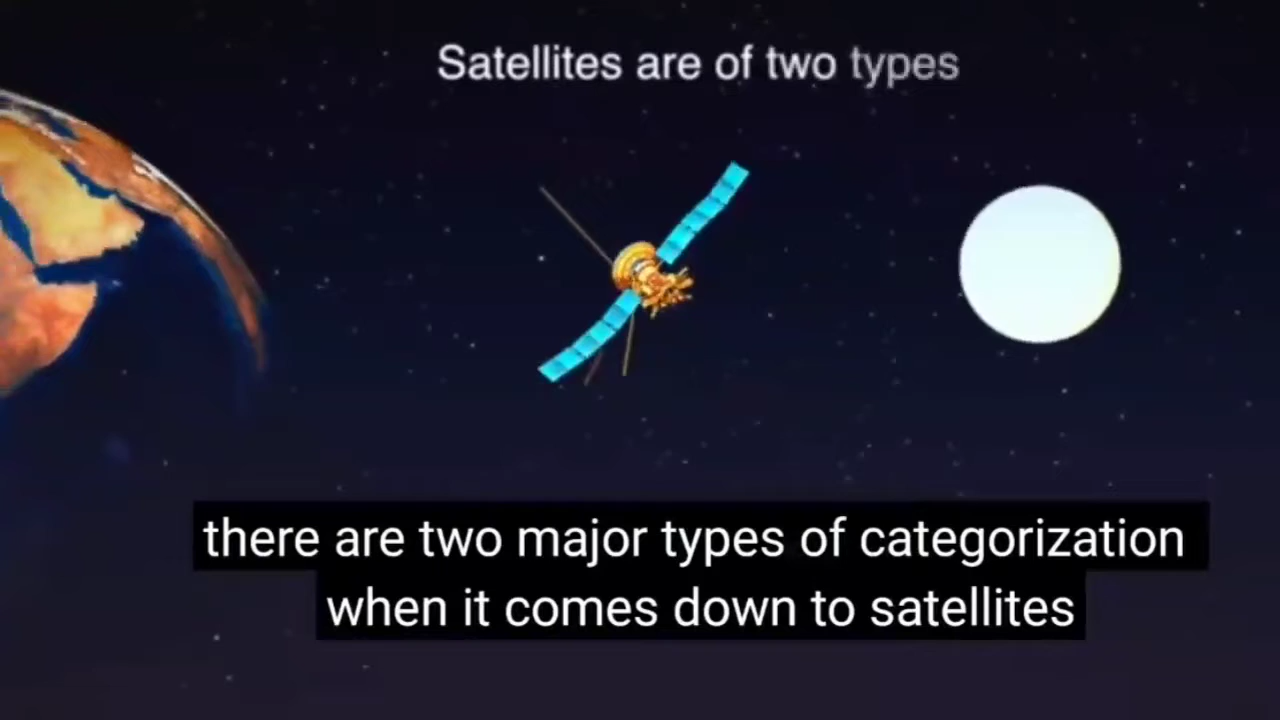 Satellites are of two types
there are two major types of categorization
when it comes down to satellites